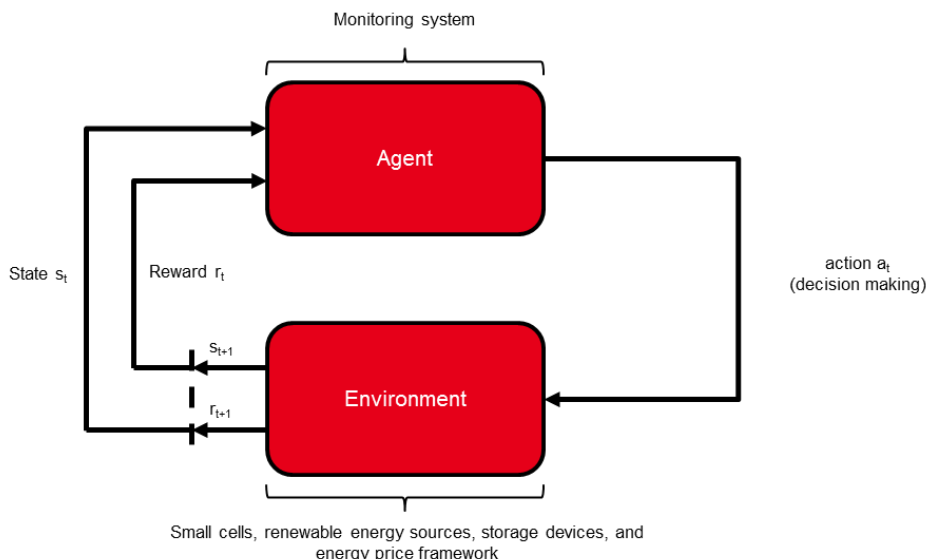 Monitoring system
Agent
State sₜ
Reward rₜ
action aₜ
(decision making)
sₜ₊₁
Environment
rₜ₊₁
Small cells, renewable energy sources, storage devices, and
energy price framework